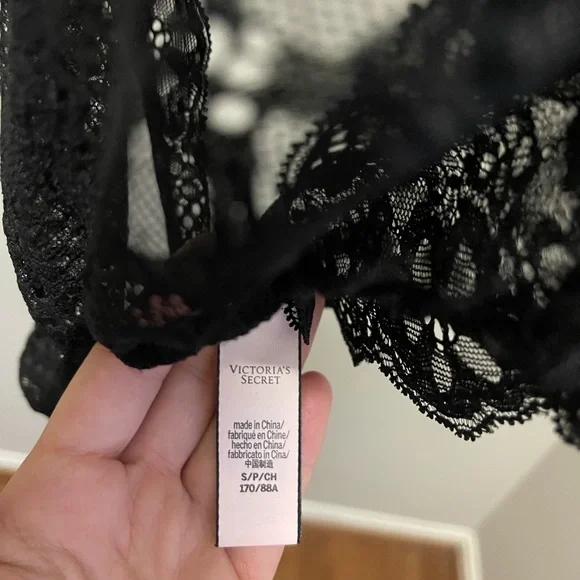 VICTORIA'S
SECRET
made in China/
fabriqué en Chine/
hecho en China/
fabbricato in Cina/
中国制造
S/P/CH
170/88A